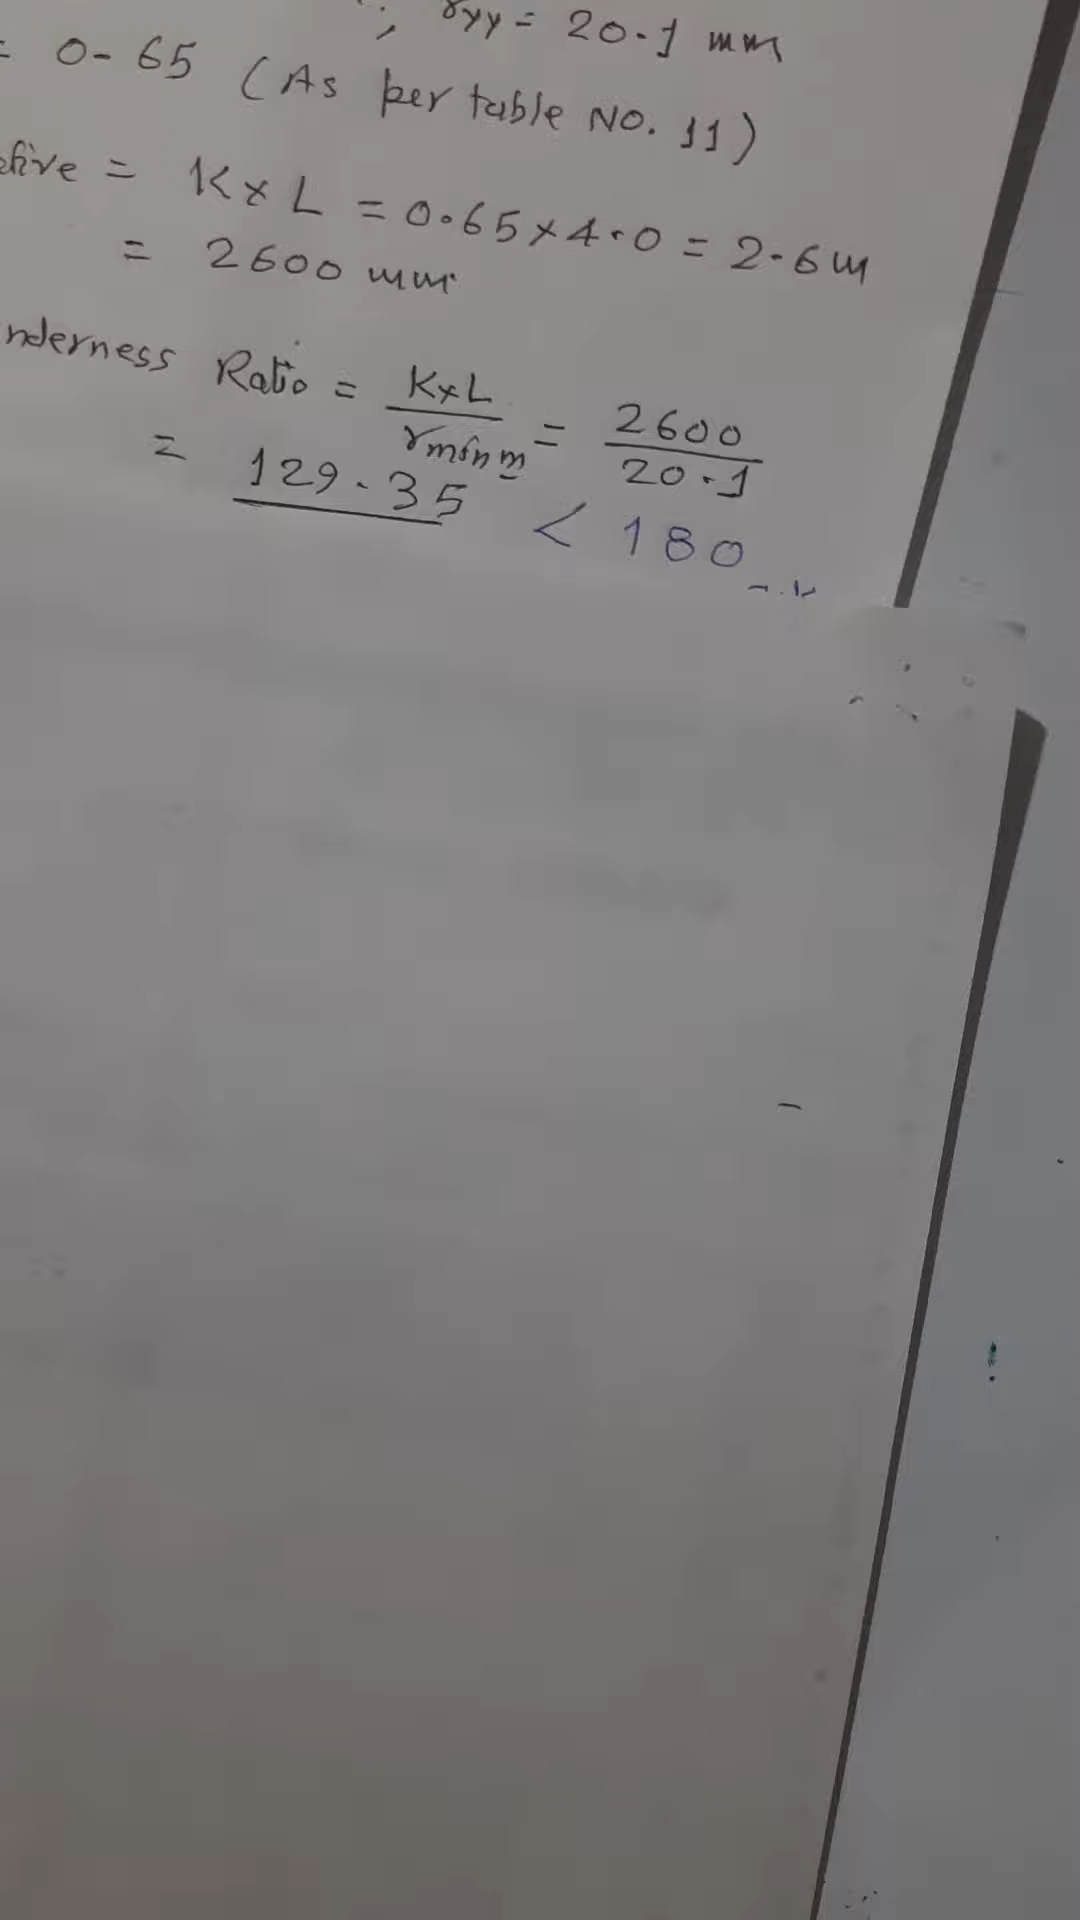 ; ryy = 20.1 mm
= 0.65 (As per table No. 11)
ctive = K x L = 0.65 x 4.0 = 2.6 m
= 2600 mm
nderness Ratio = KxL / rminm = 2600 / 20.1
= 129.35 < 180